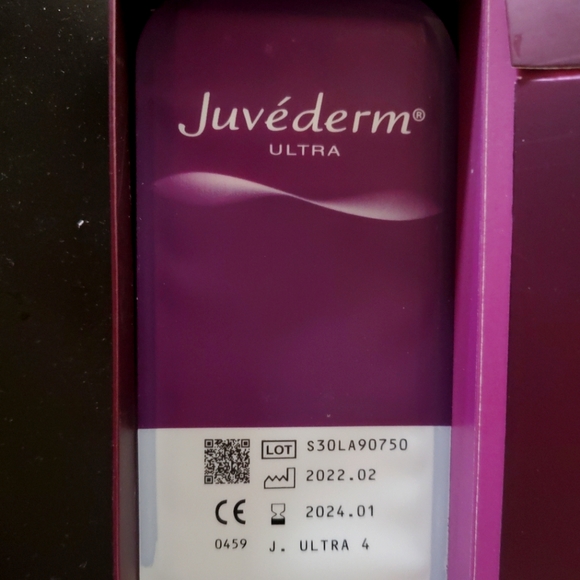 Juvéderm®
ULTRA
LOT S30LA90750
2022.02
CE 2024.01
0459 J. ULTRA 4